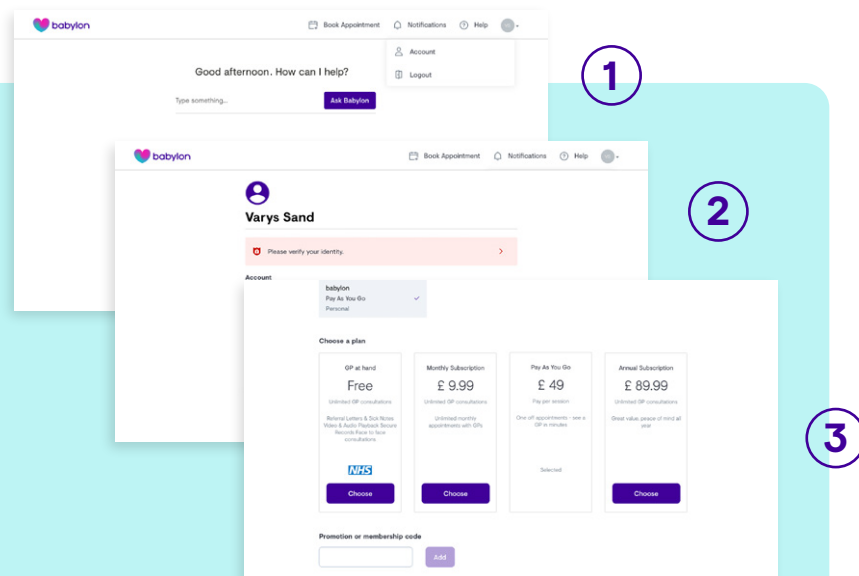 babylon
Book Appointment Notifications Help
Account
Logout
Good afternoon. How can I help?
Type something... Ask Babylon
1
babylon
Book Appointment Notifications Help
Varys Sand
Please verify your identity.
Account
2
babylon
Pay As You Go
Personal
Choose a plan
GP at hand
Free
Unlimited GP consultations
Referral Letters & Sick Notes
Video & Audio Playback Secure
Records Face to face
consultations
NHS
Choose
Monthly Subscription
£ 9.99
Unlimited GP consultations
Unlimited monthly
appointments with GPs
Choose
Pay As You Go
£ 49
Pay per session
One off appointments - see a
GP in minutes
Selected
Annual Subscription
£ 89.99
Unlimited GP consultations
Great value, peace of mind all
year
Choose
Promotion or membership code
Add
3